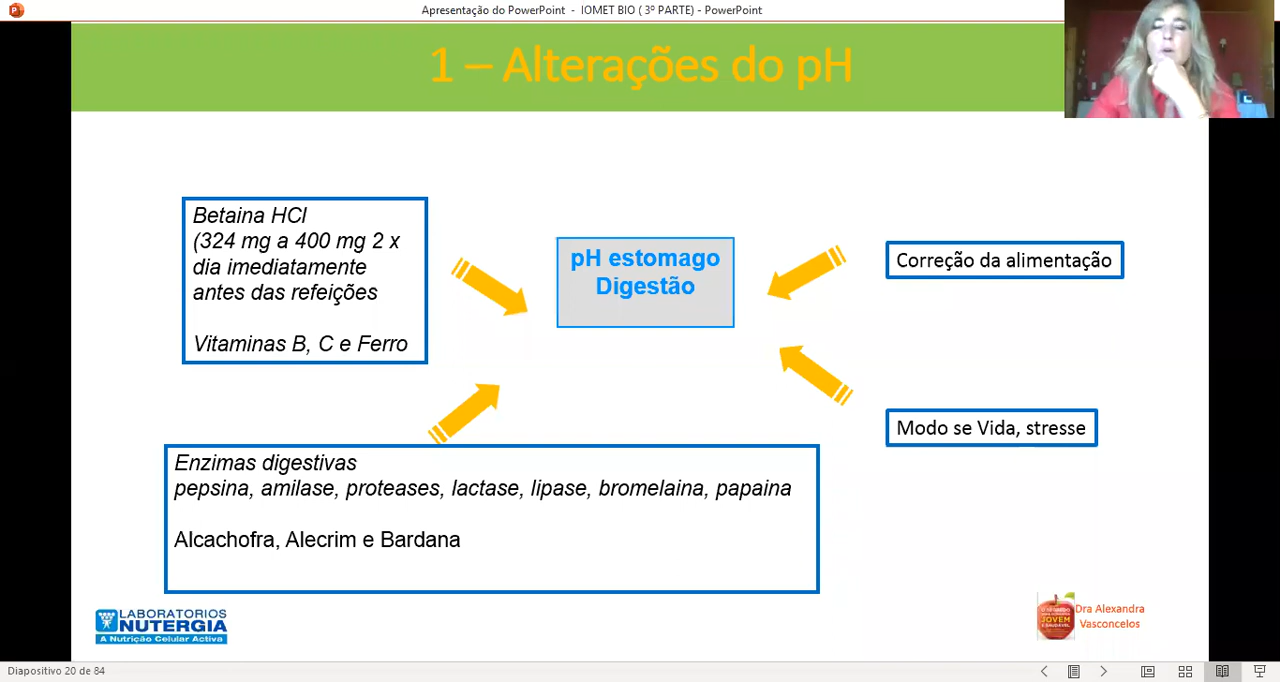 Apresentação do PowerPoint - IOMET BIO ( 3º PARTE) - PowerPoint
1 – Alterações do pH
Betaina HCl
(324 mg a 400 mg 2 x
dia imediatamente
antes das refeições
Vitaminas B, C e Ferro
pH estomago
Digestão
Correção da alimentação
Modo se Vida, stresse
Enzimas digestivas
pepsina, amilase, proteases, lactase, lipase, bromelaina, papaina
Alcachofra, Alecrim e Bardana
LABORATORIOS
NUTERGIA
A Nutrição Celular Activa
JOVEM
Dra Alexandra
Vasconcelos
Diapositivo 20 de 84